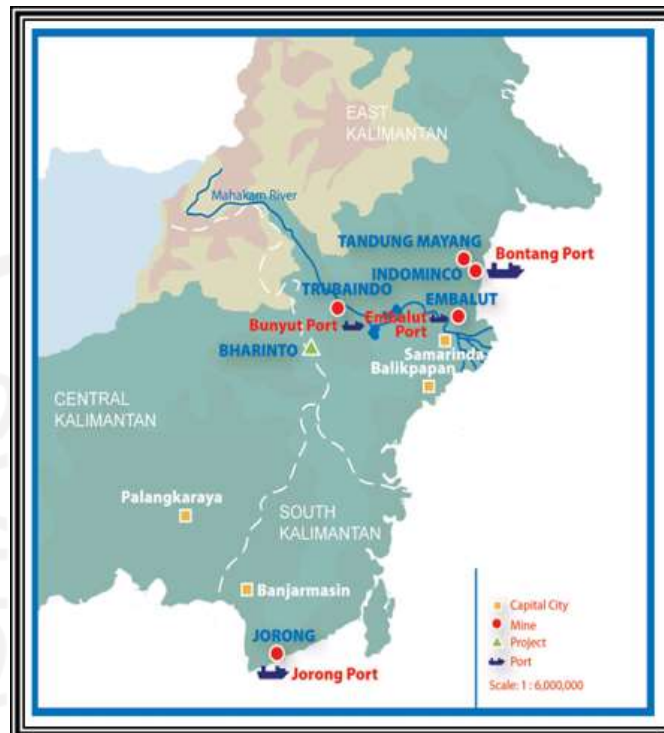 EAST
KALIMANTAN
Mahakam River
TANDUNG MAYANG
Bontang Port
INDOMINCO
TRUBAINDO
EMBALUT
Bunyut Port
Embalut
Port
BHARINTO
Samarinda
Balikpapan
CENTRAL
KALIMANTAN
Palangkaraya
SOUTH
KALIMANTAN
Banjarmasin
JORONG
Jorong Port
Capital City
Mine
Project
Port
Scale: 1 : 6,000,000